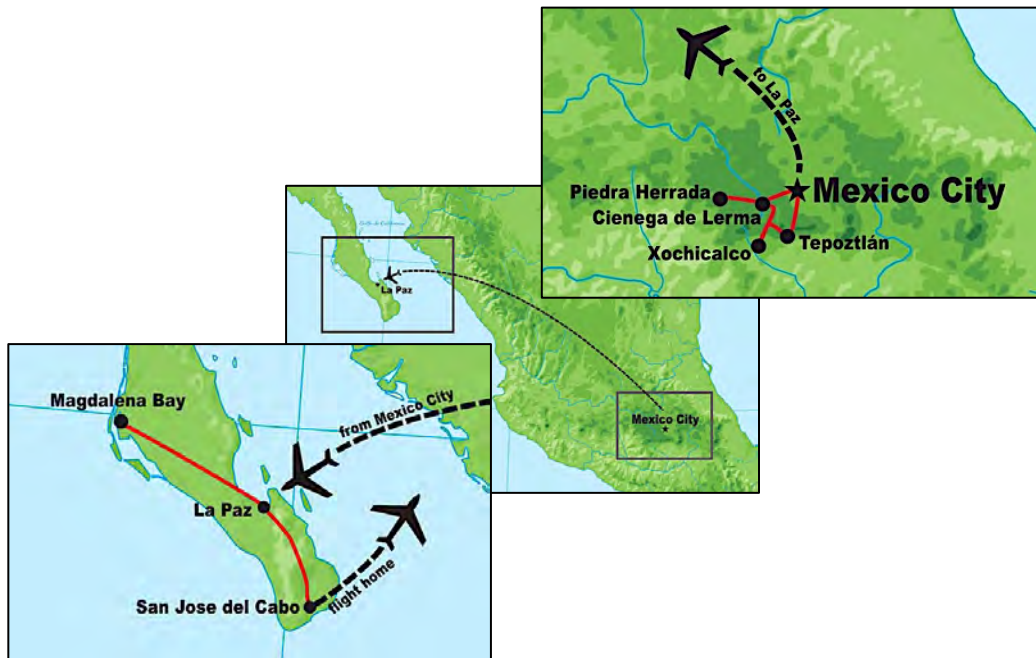 to La Paz
Mexico City
Piedra Herrada
Cienega de Lerma
Xochicalco
Tepoztlán
La Paz
Mexico City
Magdalena Bay
from Mexico City
La Paz
San Jose del Cabo
flight home